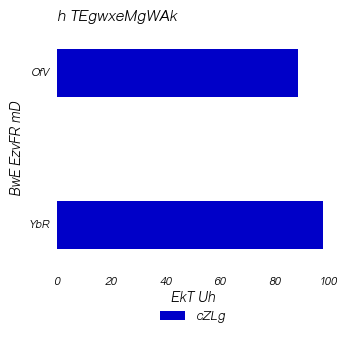 h TEgwxeMgWAk
OfV
BwE EzvFR mD
YbR
0 20 40 60 80 100
EkT Uh
cZLg